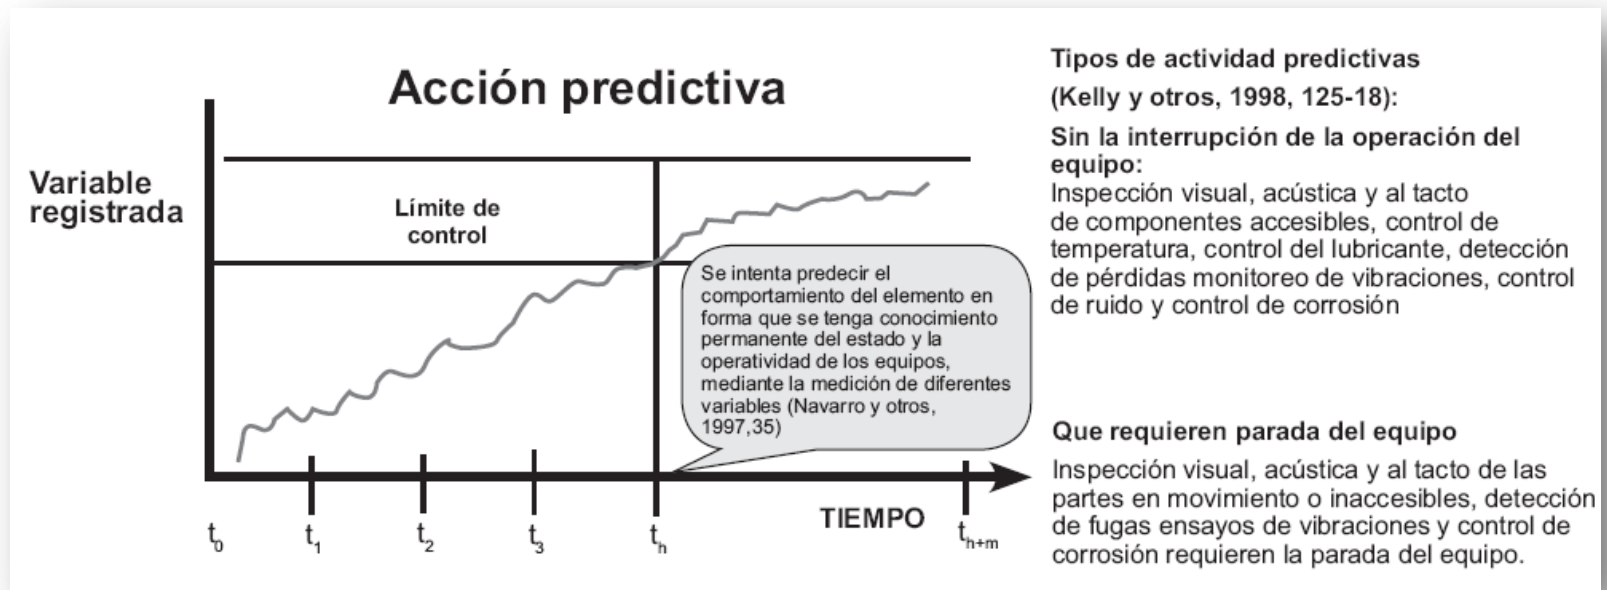 Acción predictiva
Variable
registrada
Límite de
control
Se intenta predecir el
comportamiento del elemento en
forma que se tenga conocimiento
permanente del estado y la
operatividad de los equipos,
mediante la medición de diferentes
variables (Navarro y otros,
1997,35)
TIEMPO
t0
t1
t2
t3
th
th+m
Tipos de actividad predictivas
(Kelly y otros, 1998, 125-18):
Sin la interrupción de la operación del
equipo:
Inspección visual, acústica y al tacto
de componentes accesibles, control de
temperatura, control del lubricante, detección
de pérdidas monitoreo de vibraciones, control
de ruido y control de corrosión
Que requieren parada del equipo
Inspección visual, acústica y al tacto de las
partes en movimiento o inaccesibles, detección
de fugas ensayos de vibraciones y control de
corrosión requieren la parada del equipo.